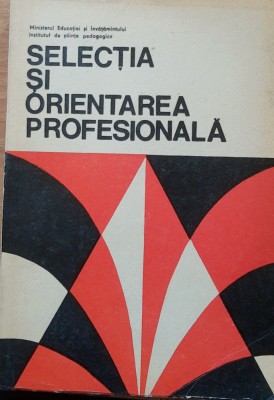 Ministerul Educației și Învățămîntului
Institutul de științe pedagogice
SELECȚIA
ȘI
ORIENTAREA
PROFESIONALĂ